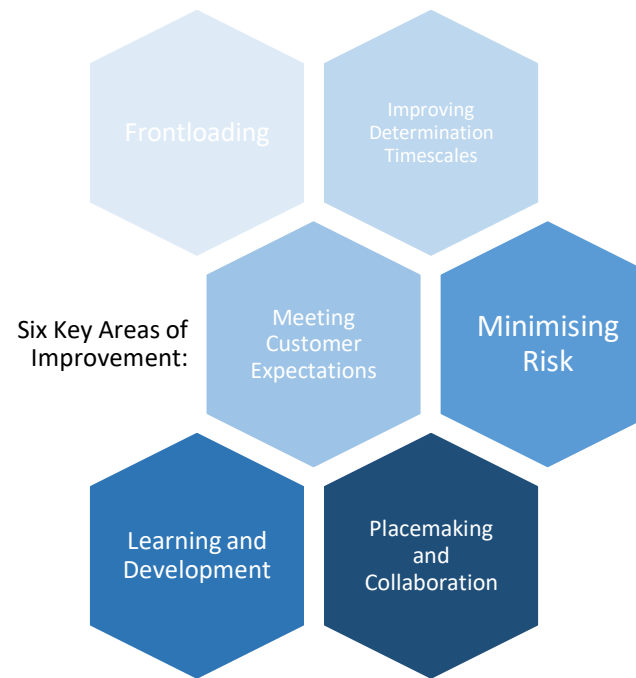 Frontloading
Improving
Determination
Timescales
Six Key Areas of
Improvement:
Meeting
Customer
Expectations
Minimising
Risk
Learning and
Development
Placemaking
and
Collaboration